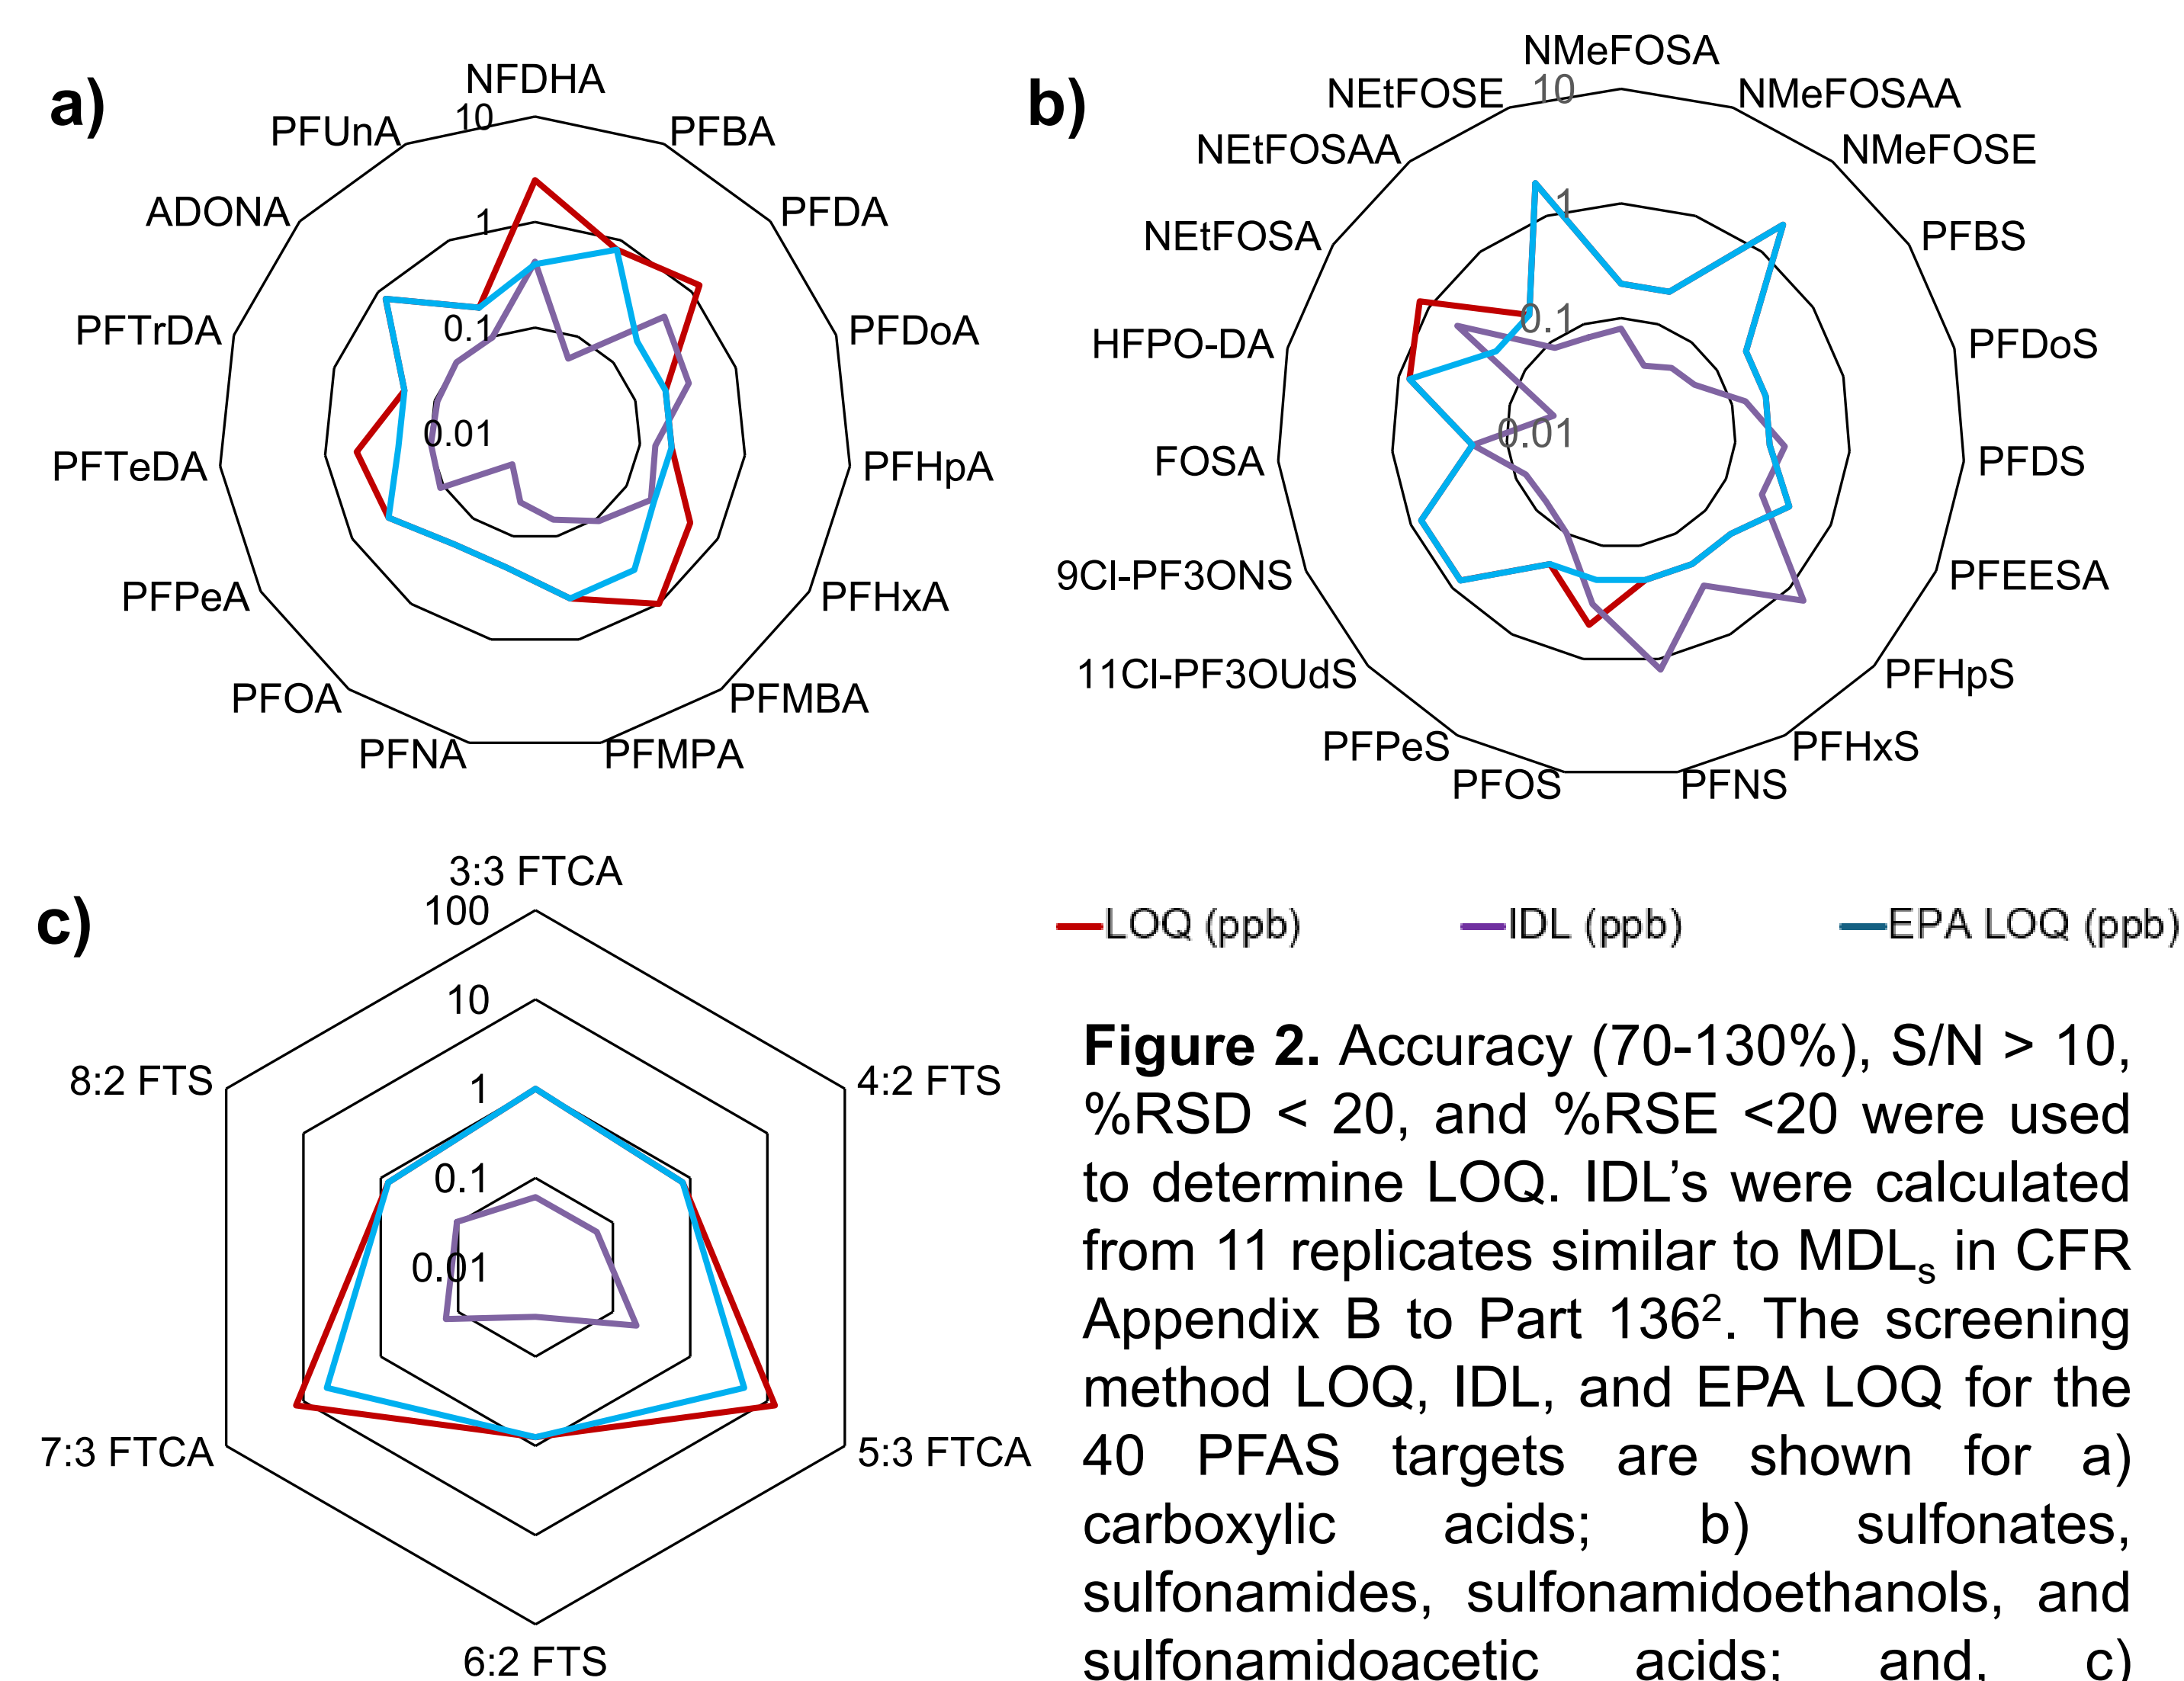 a)
NFDHA
PFBA
PFDA
PFDoA
PFHpA
PFHxA
PFMBA
PFMPA
PFNA
PFOA
PFPeA
PFTeDA
PFTrDA
ADONA
PFUnA
10
1
0.1
0.01
b)
NMeFOSA
NMeFOSAA
NMeFOSE
PFBS
PFDoS
PFDS
PFEESA
PFHpS
PFHxS
PFNS
PFOS
PFPeS
11Cl-PF3OUdS
9Cl-PF3ONS
FOSA
HFPO-DA
NEtFOSA
NEtFOSAA
NEtFOSE
10
1
0.1
0.01
c)
3:3 FTCA
4:2 FTS
5:3 FTCA
6:2 FTS
7:3 FTCA
8:2 FTS
100
10
1
0.1
0.01
LOQ (ppb) IDL (ppb) EPA LOQ (ppb)
Figure 2. Accuracy (70-130%), S/N > 10,
%RSD < 20, and %RSE <20 were used
to determine LOQ. IDL’s were calculated
from 11 replicates similar to MDLs in CFR
Appendix B to Part 136². The screening
method LOQ, IDL, and EPA LOQ for the
40 PFAS targets are shown for a)
carboxylic acids; b) sulfonates,
sulfonamides, sulfonamidoethanols, and
sulfonamidoacetic acids; and, c)